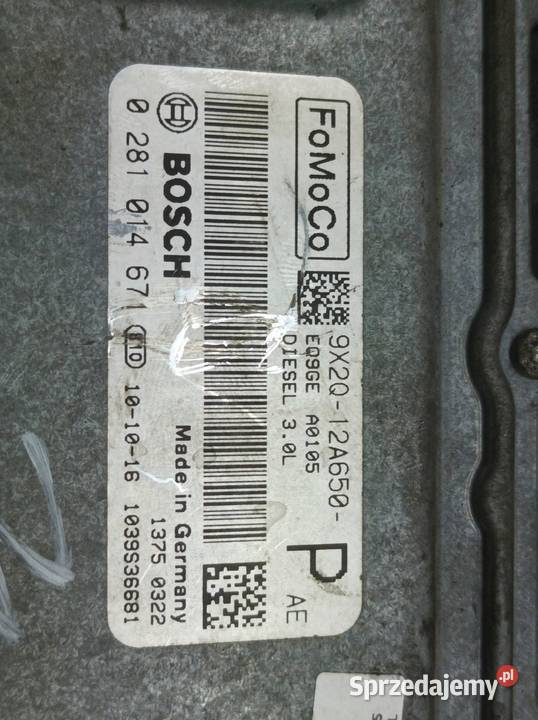 FoMoCo
9X2Q-12A650-
P
AE
EQ9GE A0105
DIESEL 3.0L
BOSCH
Made in Germany
1375 0322
0 281 014 671 10-10-16 1039S36681
Sprzedajemy.pl